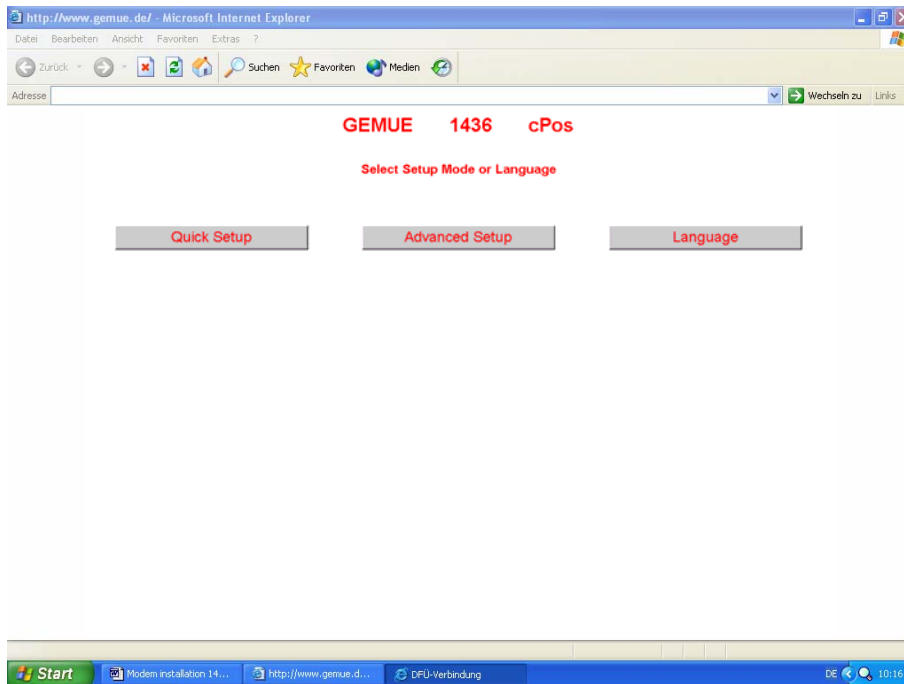 http://www.gemue.de/ - Microsoft Internet Explorer
Datei Bearbeiten Ansicht Favoriten Extras ?
Zurück Suchen Favoriten Medien
Adresse Wechseln zu Links
GEMUE 1436 cPos
Select Setup Mode or Language
Quick Setup Advanced Setup Language
Start Modem installation 14... http://www.gemue.d... DFÜ-Verbindung DE 10:16